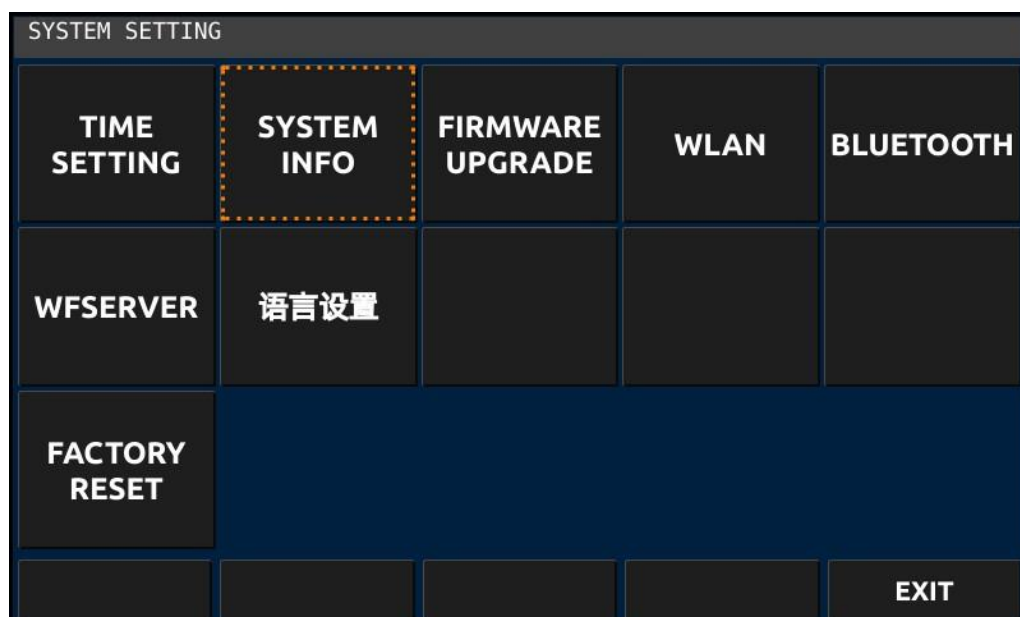 SYSTEM SETTING
TIME
SETTING
SYSTEM
INFO
FIRMWARE
UPGRADE
WLAN
BLUETOOTH
WFSERVER
语言设置
FACTORY
RESET
EXIT